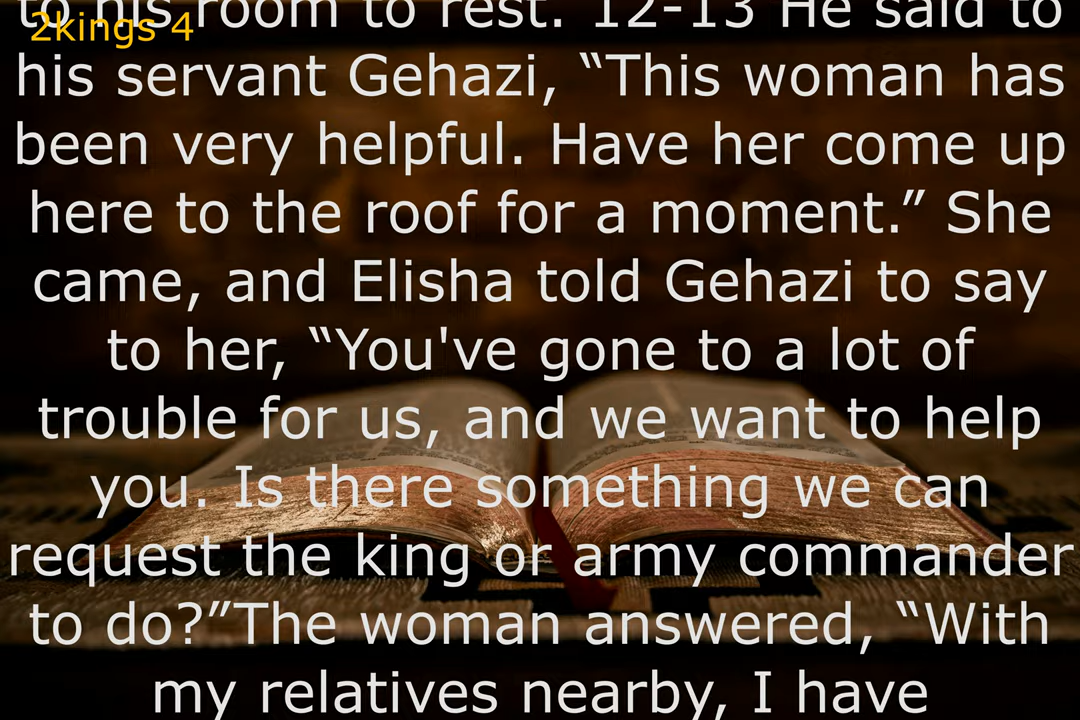 to his room to rest. 12-13 He said to
2kings 4
his servant Gehazi, “This woman has
been very helpful. Have her come up
here to the roof for a moment.” She
came, and Elisha told Gehazi to say
to her, “You've gone to a lot of
trouble for us, and we want to help
you. Is there something we can
request the king or army commander
to do?”The woman answered, “With
my relatives nearby, I have